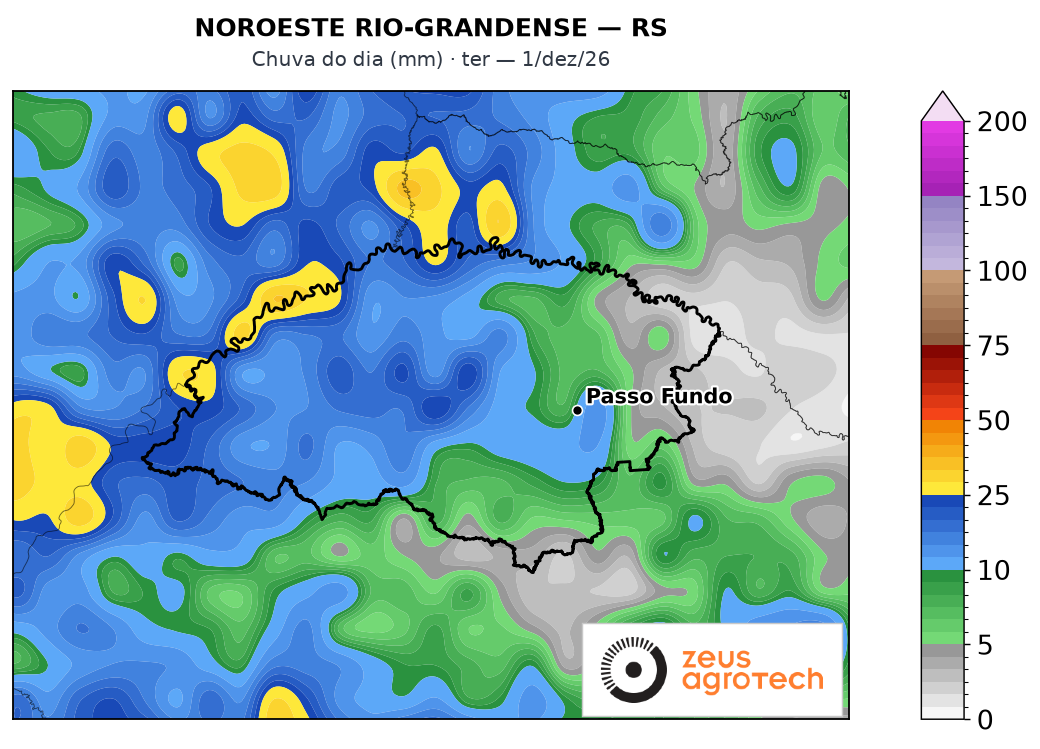 NOROESTE RIO-GRANDENSE — RS
Chuva do dia (mm) · ter — 1/dez/26
Passo Fundo
200
150
100
75
50
25
10
5
0
zeus
agrotech